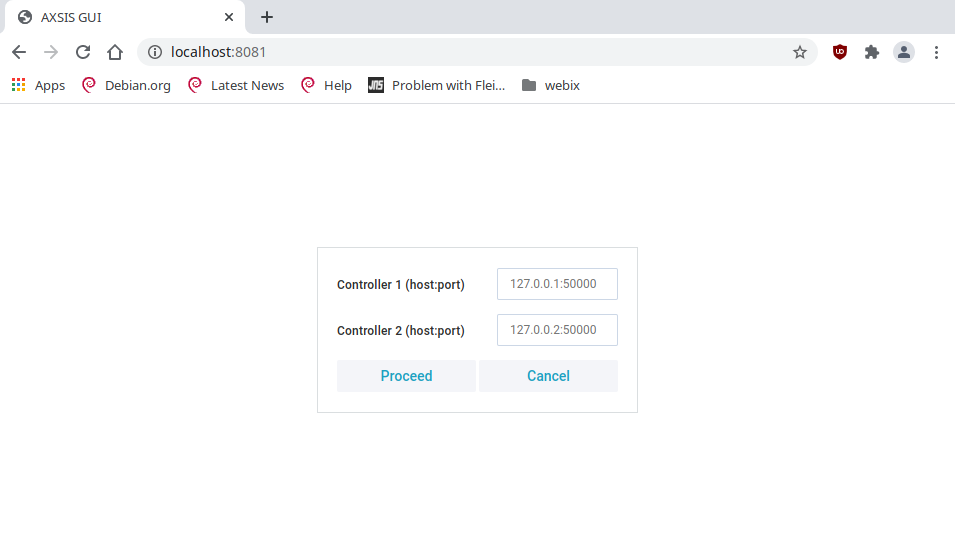 AXSIS GUI
localhost:8081
Apps Debian.org Latest News Help Problem with Flei... webix
Controller 1 (host:port) 127.0.0.1:50000
Controller 2 (host:port) 127.0.0.2:50000
Proceed Cancel